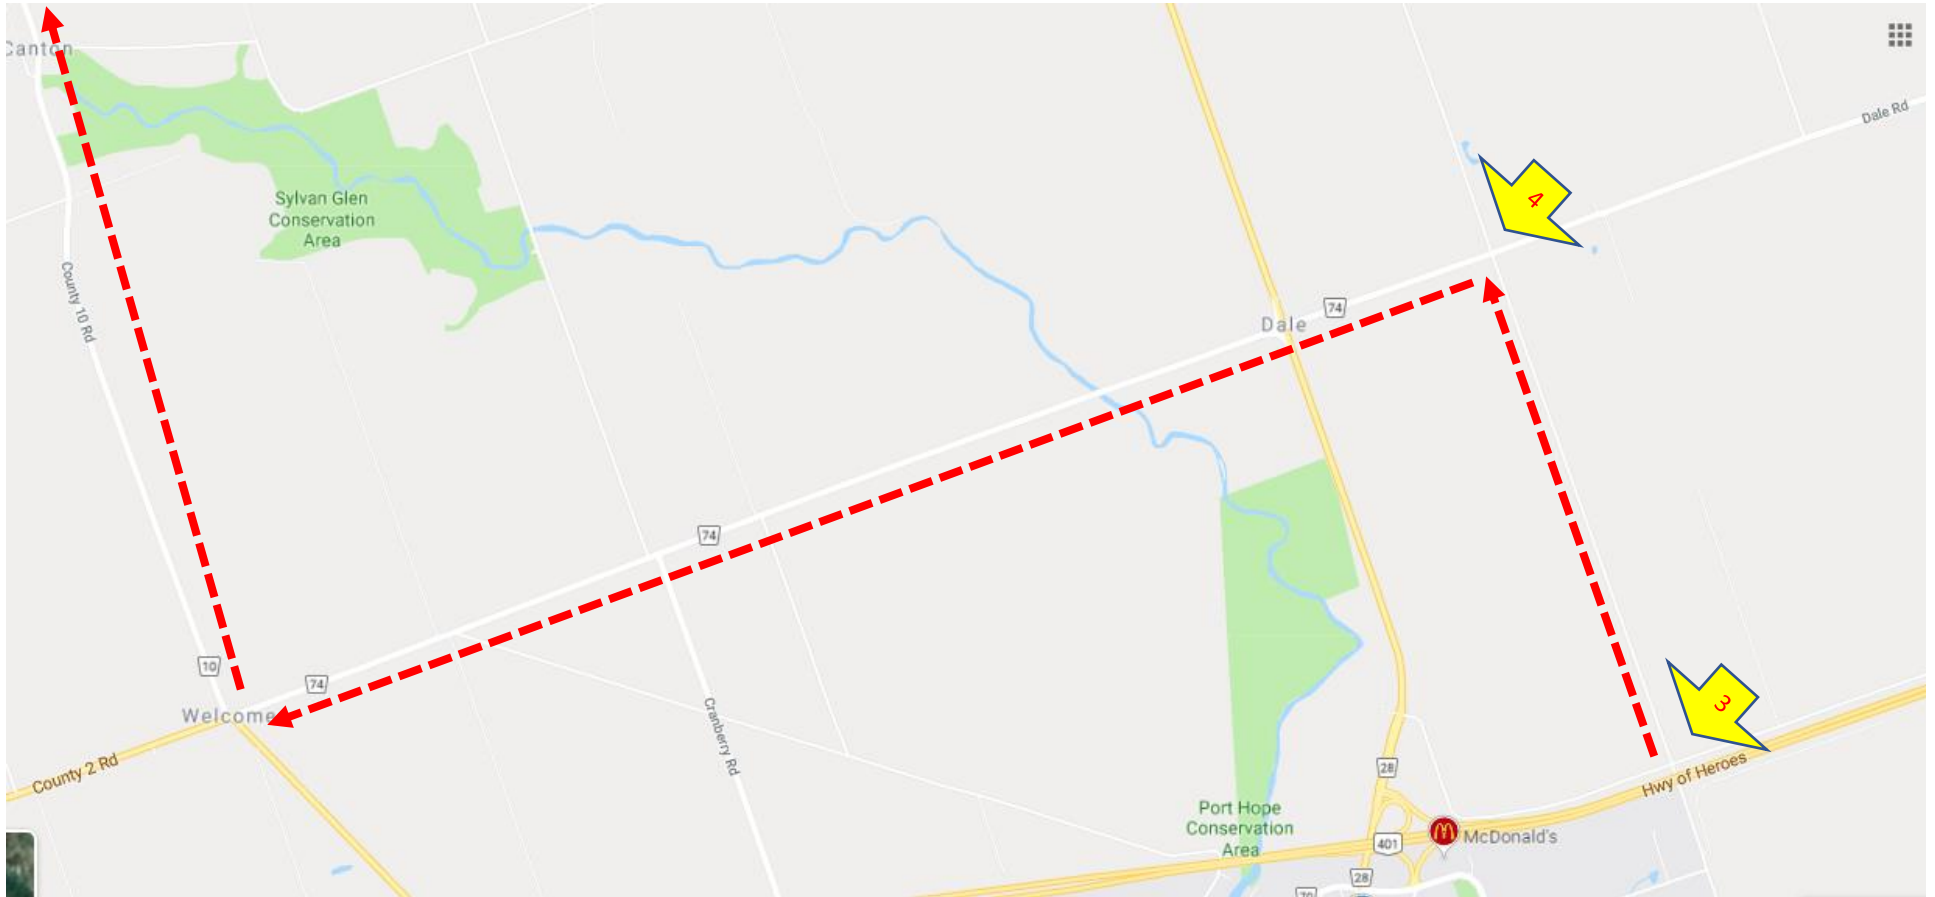 Canton
Dale Rd
4
Sylvan Glen
Conservation
Area
County 10 Rd
74
Dale
74
10
74
3
Welcome
Cranberry Rd
County 2 Rd
28
Hwy of Heroes
Port Hope
Conservation
Area
McDonald's
401
28